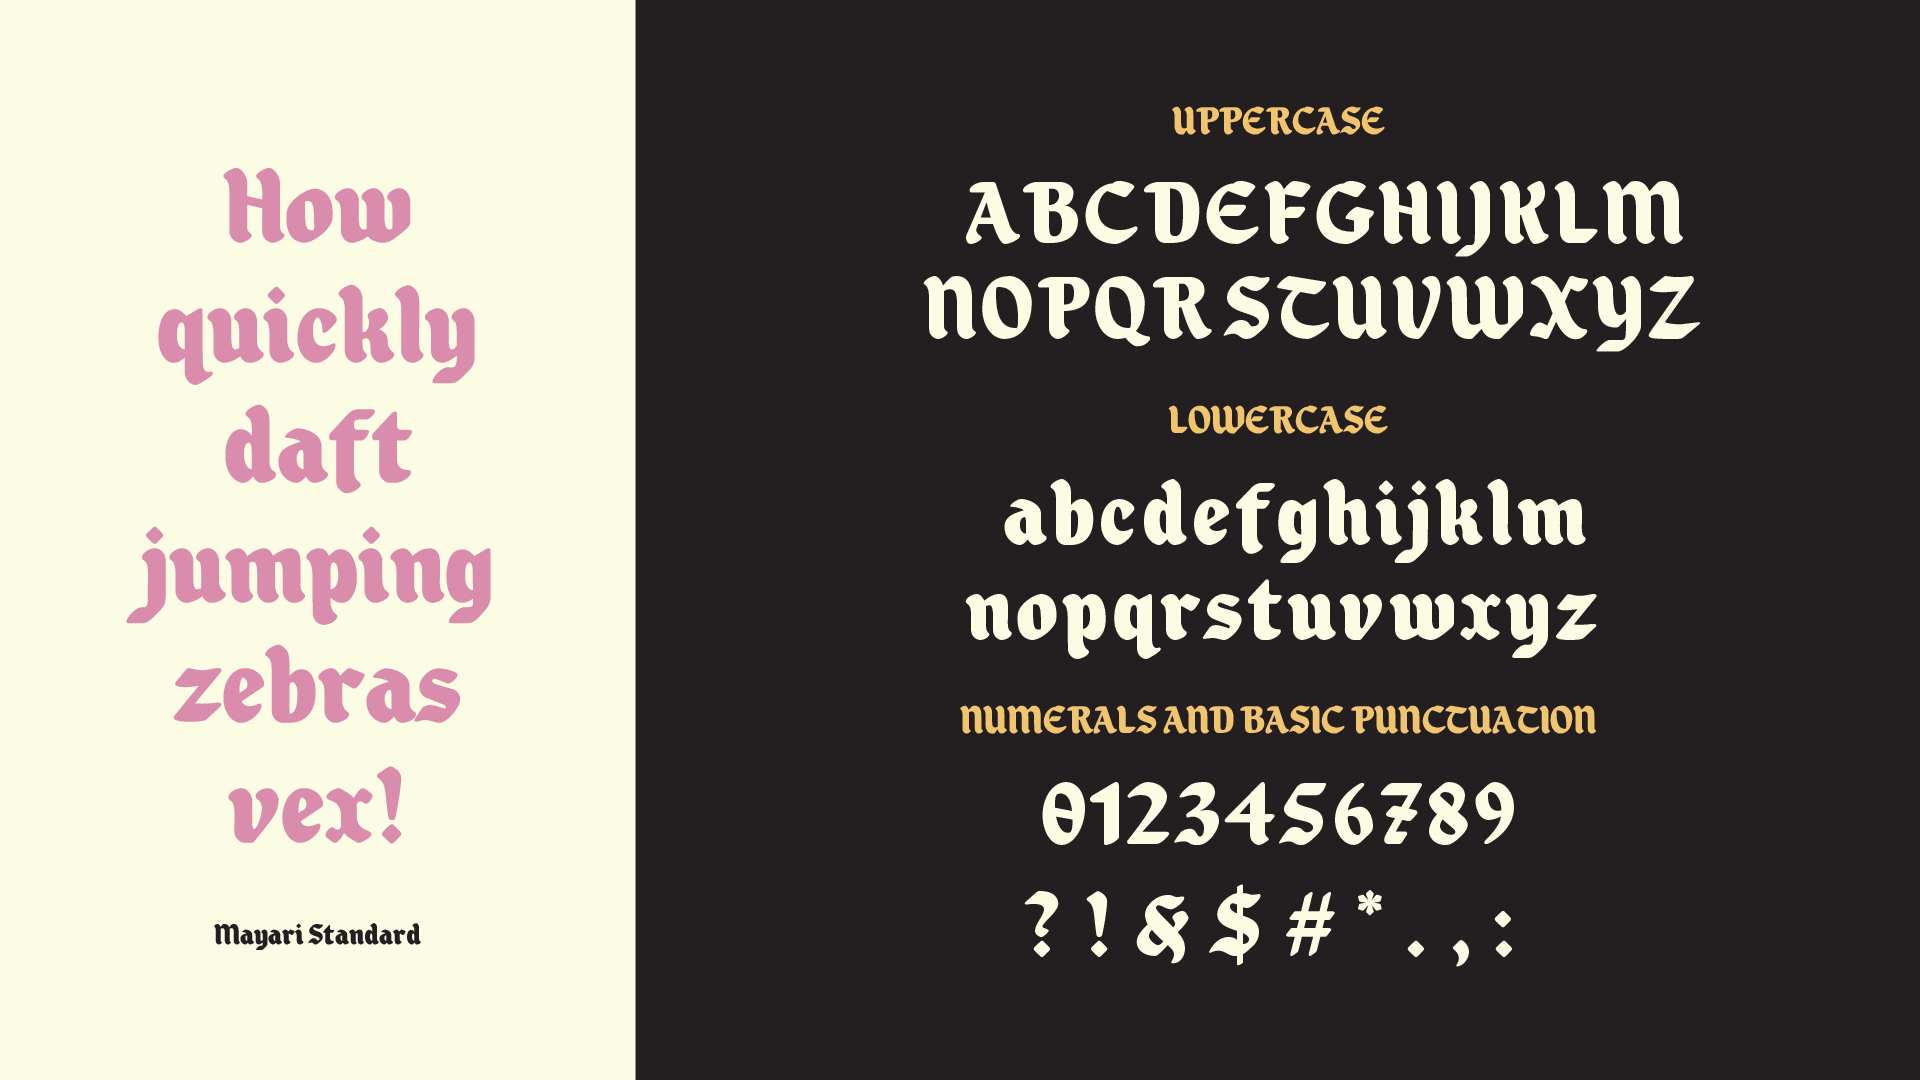 How
quickly
daft
jumping
zebras
vex!
Mayari Standard
UPPERCASE
ABCDEFGHIJKLM
NOPQRSTUVWXYZ
LOWERCASE
abcdefghijklm
nopqrstuvwxyz
NUMERALS AND BASIC PUNCTUATION
0123456789
? ! & $ # * . , :